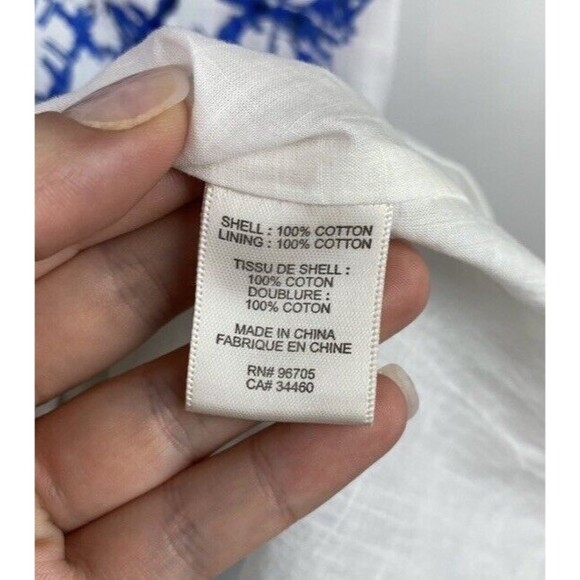 SHELL : 100% COTTON
LINING : 100% COTTON
TISSU DE SHELL :
100% COTON
DOUBLURE :
100% COTON
MADE IN CHINA
FABRIQUE EN CHINE
RN# 96705
CA# 34460